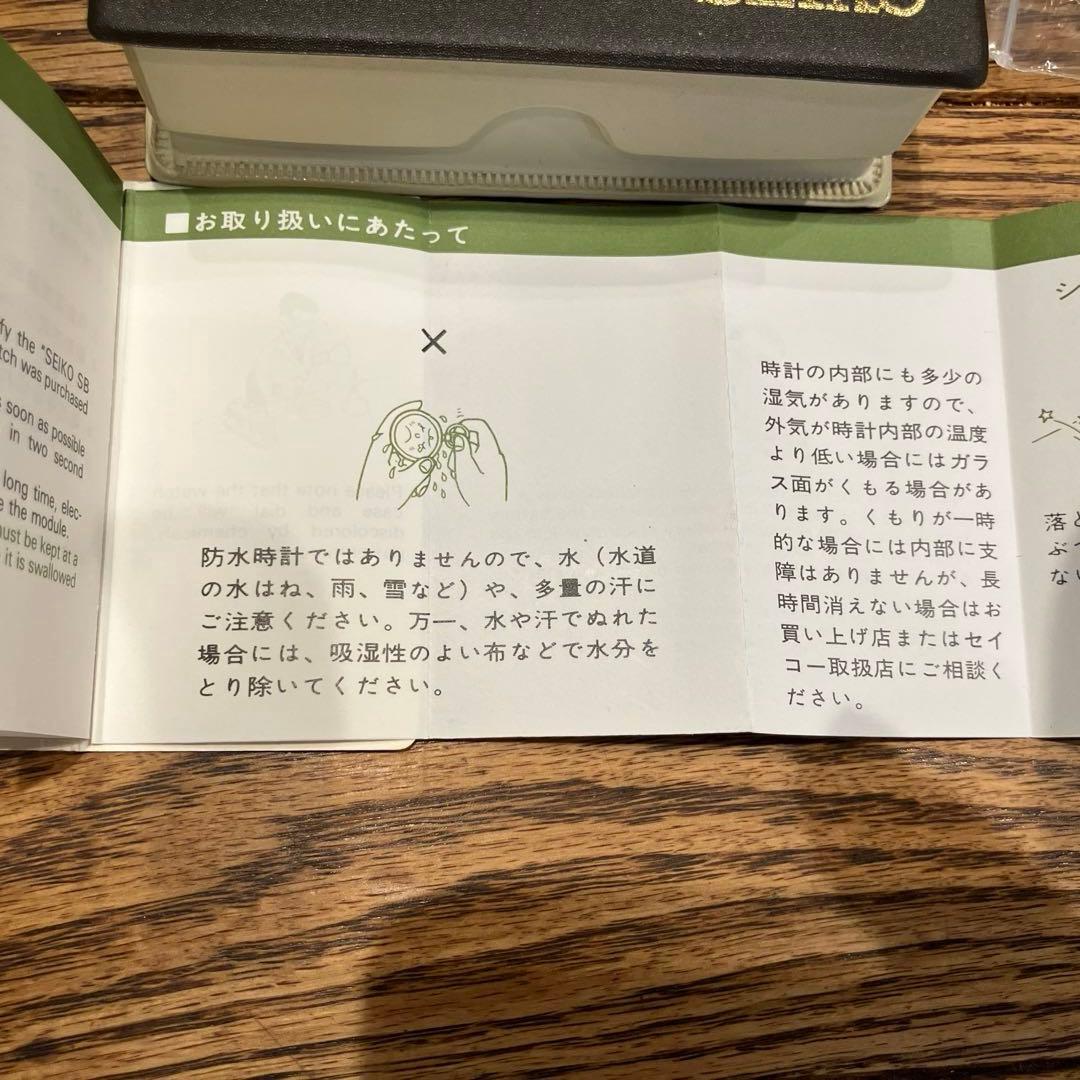 SEIKO
■お取り扱いにあたって
×
防水時計ではありませんので、水（水道
の水はね、雨、雪など）や、多量の汗に
ご注意ください。万一、水や汗でぬれた
場合には、吸湿性のよい布などで水分を
とり除いてください。
時計の内部にも多少の
湿気がありますので、
外気が時計内部の温度
より低い場合にはガラ
ス面がくもる場合があ
ります。くもりが一時
的な場合には内部に支
障はありませんが、長
時間消えない場合はお
買い上げ店またはセイ
コー取扱店にご相談く
ださい。
fy the "SEIKO SB
tch was purchased
s soon as possible
in two second
long time, elec-
e the module.
must be kept at a
it is swallowed
シ
落と
ぶつ
ない